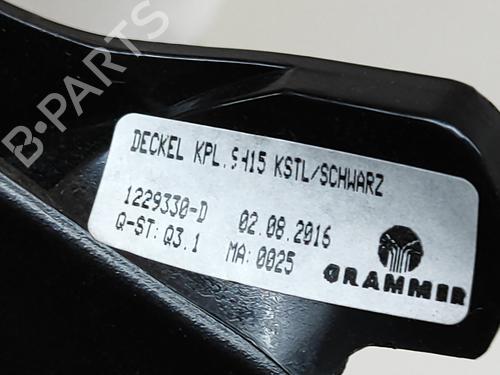 B-PARTS
DECKEL KPL. SH15 KSTL/SCHWARZ
1229330-D 02.08.2016
Q-ST: Q3.1 MA: 0025
GRAMMER